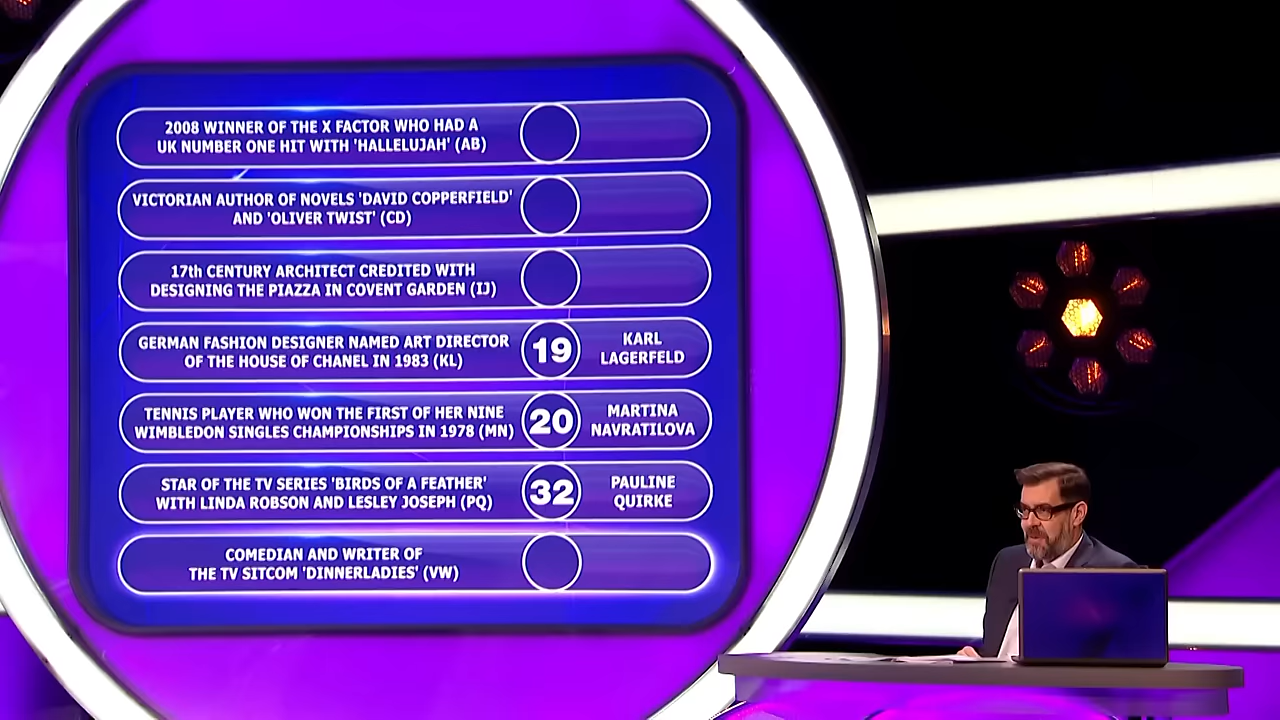 2008 WINNER OF THE X FACTOR WHO HAD A
UK NUMBER ONE HIT WITH 'HALLELUJAH' (AB)
VICTORIAN AUTHOR OF NOVELS 'DAVID COPPERFIELD'
AND 'OLIVER TWIST' (CD)
17th CENTURY ARCHITECT CREDITED WITH
DESIGNING THE PIAZZA IN COVENT GARDEN (IJ)
GERMAN FASHION DESIGNER NAMED ART DIRECTOR
OF THE HOUSE OF CHANEL IN 1983 (KL)
19
KARL
LAGERFELD
TENNIS PLAYER WHO WON THE FIRST OF HER NINE
WIMBLEDON SINGLES CHAMPIONSHIPS IN 1978 (MN)
20
MARTINA
NAVRATILOVA
STAR OF THE TV SERIES 'BIRDS OF A FEATHER'
WITH LINDA ROBSON AND LESLEY JOSEPH (PQ)
32
PAULINE
QUIRKE
COMEDIAN AND WRITER OF
THE TV SITCOM 'DINNERLADIES' (VW)